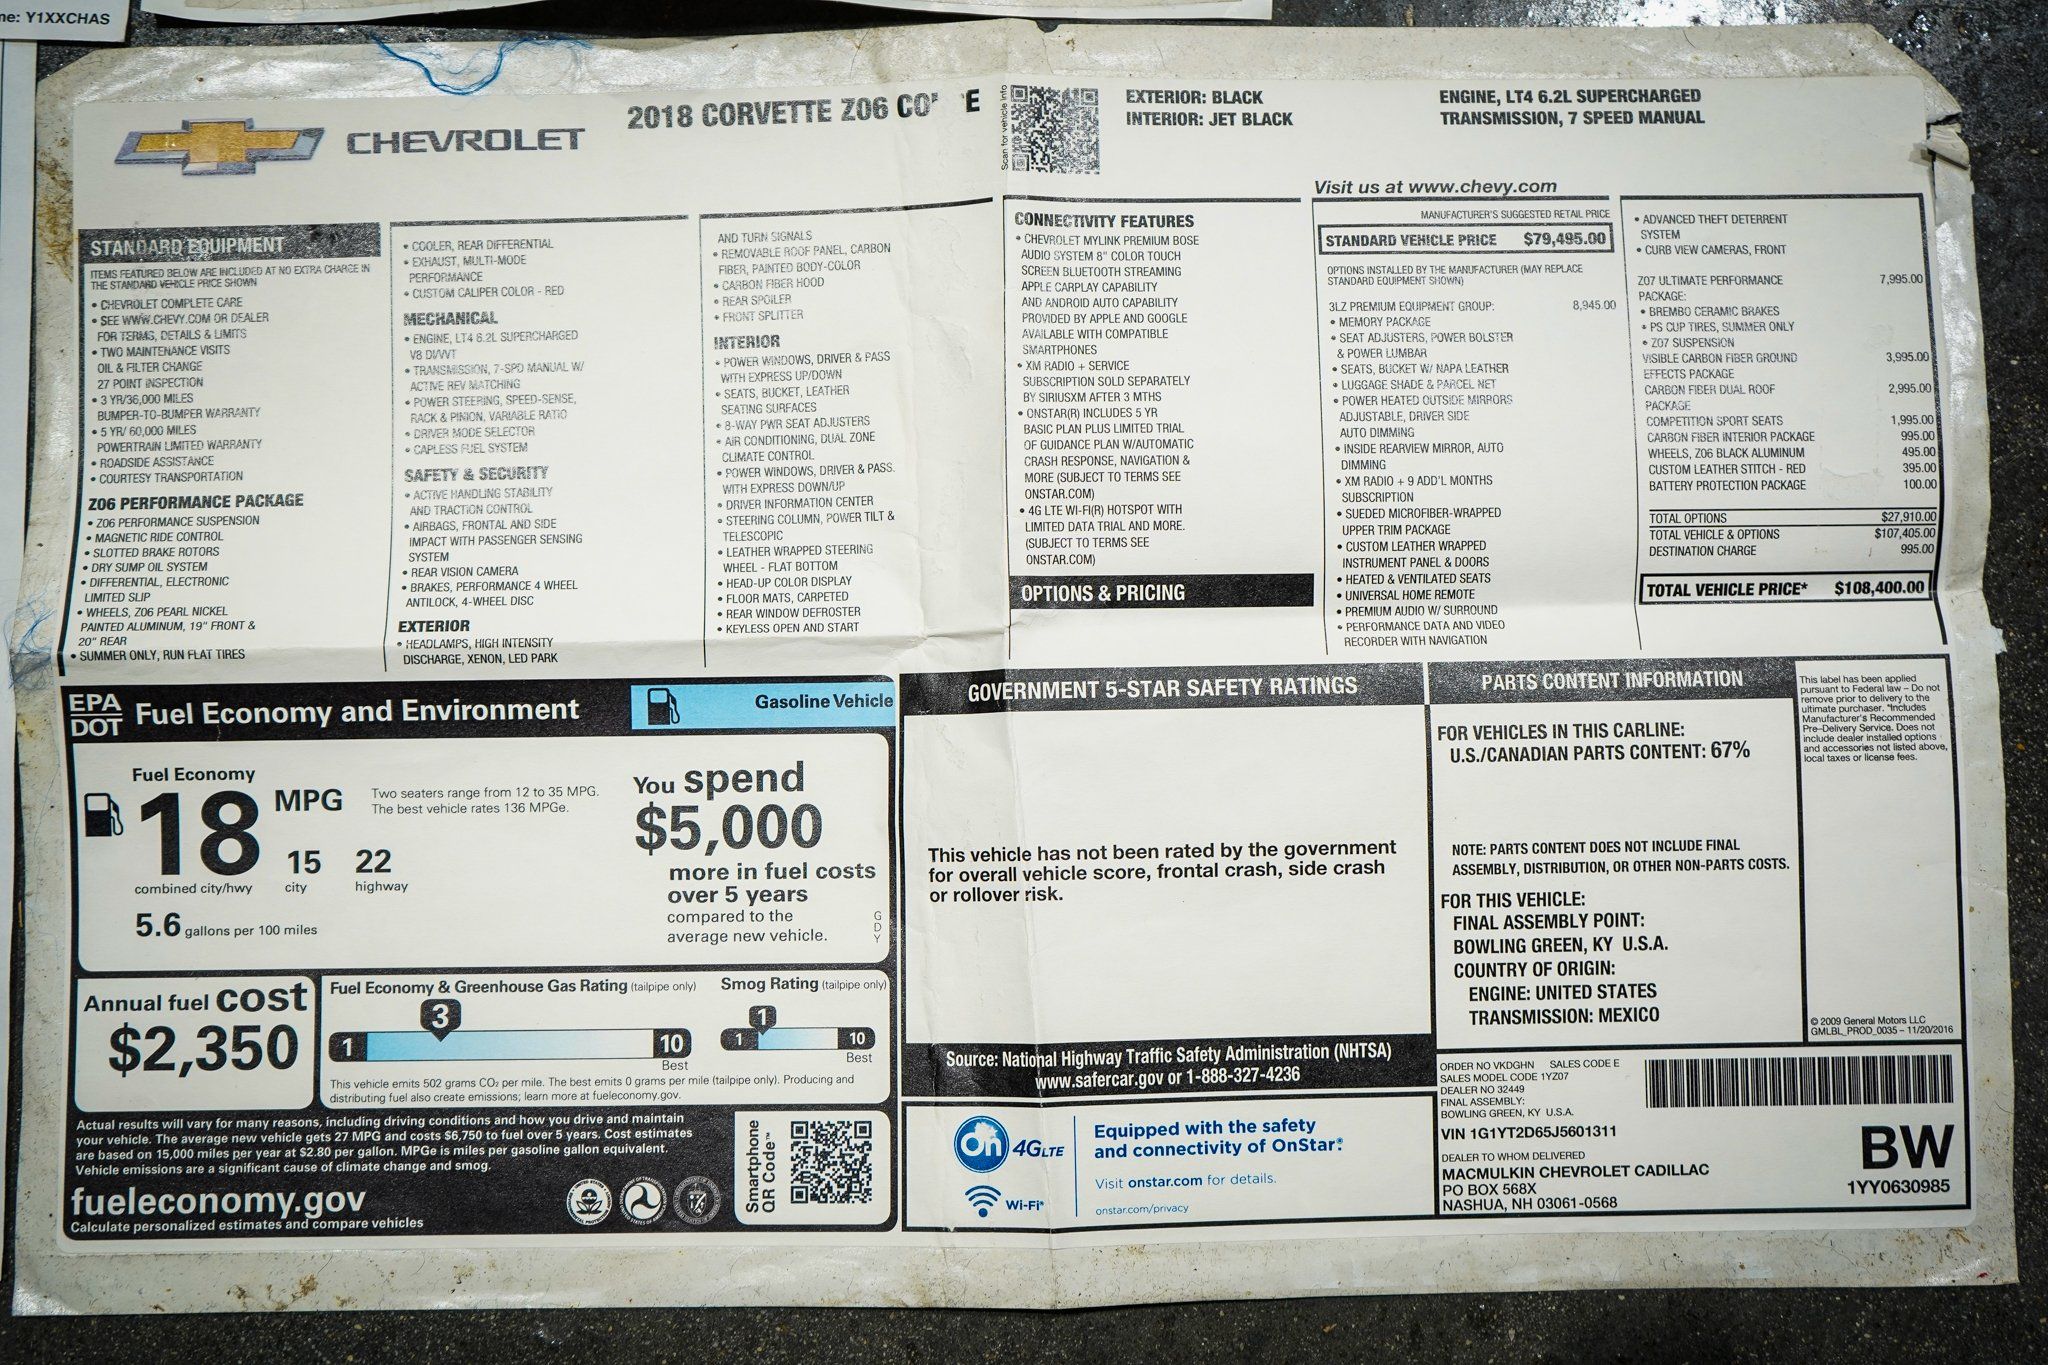 ne: Y1XXCHAS
CHEVROLET
2018 CORVETTE Z06 CO E
Scan for vehicle info
EXTERIOR: BLACK
INTERIOR: JET BLACK
ENGINE, LT4 6.2L SUPERCHARGED
TRANSMISSION, 7 SPEED MANUAL
Visit us at www.chevy.com
STANDARD EQUIPMENT
ITEMS FEATURED BELOW ARE INCLUDED AT NO EXTRA CHARGE IN
THE STANDARD VEHICLE PRICE SHOWN
• CHEVROLET COMPLETE CARE
• SEE WWW.CHEVY.COM OR DEALER
FOR TERMS, DETAILS & LIMITS
• TWO MAINTENANCE VISITS
OIL & FILTER CHANGE
27 POINT INSPECTION
• 3 YR/36,000 MILES
BUMPER-TO-BUMPER WARRANTY
• 5 YR/ 60,000 MILES
POWERTRAIN LIMITED WARRANTY
• ROADSIDE ASSISTANCE
• COURTESY TRANSPORTATION
Z06 PERFORMANCE PACKAGE
• Z06 PERFORMANCE SUSPENSION
• MAGNETIC RIDE CONTROL
• SLOTTED BRAKE ROTORS
• DRY SUMP OIL SYSTEM
• DIFFERENTIAL, ELECTRONIC
LIMITED SLIP
• WHEELS, Z06 PEARL NICKEL
PAINTED ALUMINUM, 19" FRONT &
20" REAR
• SUMMER ONLY, RUN FLAT TIRES
• COOLER, REAR DIFFERENTIAL
• EXHAUST, MULTI-MODE
PERFORMANCE
• CUSTOM CALIPER COLOR - RED
MECHANICAL
• ENGINE, LT4 6.2L SUPERCHARGED
V8 DI/VVT
• TRANSMISSION, 7-SPD MANUAL W/
ACTIVE REV MATCHING
• POWER STEERING, SPEED-SENSE,
RACK & PINION, VARIABLE RATIO
• DRIVER MODE SELECTOR
• CAPLESS FUEL SYSTEM
SAFETY & SECURITY
• ACTIVE HANDLING STABILITY
AND TRACTION CONTROL
• AIRBAGS, FRONTAL AND SIDE
IMPACT WITH PASSENGER SENSING
SYSTEM
• REAR VISION CAMERA
• BRAKES, PERFORMANCE 4 WHEEL
ANTILOCK, 4-WHEEL DISC
EXTERIOR
• HEADLAMPS, HIGH INTENSITY
DISCHARGE, XENON, LED PARK
AND TURN SIGNALS
• REMOVABLE ROOF PANEL, CARBON
FIBER, PAINTED BODY-COLOR
• CARBON FIBER HOOD
• REAR SPOILER
• FRONT SPLITTER
INTERIOR
• POWER WINDOWS, DRIVER & PASS
WITH EXPRESS UP/DOWN
• SEATS, BUCKET, LEATHER
SEATING SURFACES
• 8-WAY PWR SEAT ADJUSTERS
• AIR CONDITIONING, DUAL ZONE
CLIMATE CONTROL
• POWER WINDOWS, DRIVER & PASS.
WITH EXPRESS DOWN/UP
• DRIVER INFORMATION CENTER
• STEERING COLUMN, POWER TILT &
TELESCOPIC
• LEATHER WRAPPED STEERING
WHEEL - FLAT BOTTOM
• HEAD-UP COLOR DISPLAY
• FLOOR MATS, CARPETED
• REAR WINDOW DEFROSTER
• KEYLESS OPEN AND START
CONNECTIVITY FEATURES
• CHEVROLET MYLINK PREMIUM BOSE
AUDIO SYSTEM 8" COLOR TOUCH
SCREEN BLUETOOTH STREAMING
APPLE CARPLAY CAPABILITY
AND ANDROID AUTO CAPABILITY
PROVIDED BY APPLE AND GOOGLE
AVAILABLE WITH COMPATIBLE
SMARTPHONES
• XM RADIO + SERVICE
SUBSCRIPTION SOLD SEPARATELY
BY SIRIUSXM AFTER 3 MTHS
• ONSTAR(R) INCLUDES 5 YR
BASIC PLAN PLUS LIMITED TRIAL
OF GUIDANCE PLAN W/AUTOMATIC
CRASH RESPONSE, NAVIGATION &
MORE (SUBJECT TO TERMS SEE
ONSTAR.COM)
• 4G LTE WI-FI(R) HOTSPOT WITH
LIMITED DATA TRIAL AND MORE.
(SUBJECT TO TERMS SEE
ONSTAR.COM)
OPTIONS & PRICING
MANUFACTURER'S SUGGESTED RETAIL PRICE
STANDARD VEHICLE PRICE $79,495.00
OPTIONS INSTALLED BY THE MANUFACTURER (MAY REPLACE
STANDARD EQUIPMENT SHOWN)
3LZ PREMIUM EQUIPMENT GROUP: 8,945.00
• MEMORY PACKAGE
• SEAT ADJUSTERS, POWER BOLSTER
& POWER LUMBAR
• SEATS, BUCKET W/ NAPA LEATHER
• LUGGAGE SHADE & PARCEL NET
• POWER HEATED OUTSIDE MIRRORS
ADJUSTABLE, DRIVER SIDE
AUTO DIMMING
• INSIDE REARVIEW MIRROR, AUTO
DIMMING
• XM RADIO + 9 ADD'L MONTHS
SUBSCRIPTION
• SUEDED MICROFIBER-WRAPPED
UPPER TRIM PACKAGE
• CUSTOM LEATHER WRAPPED
INSTRUMENT PANEL & DOORS
• HEATED & VENTILATED SEATS
• UNIVERSAL HOME REMOTE
• PREMIUM AUDIO W/ SURROUND
• PERFORMANCE DATA AND VIDEO
RECORDER WITH NAVIGATION
• ADVANCED THEFT DETERRENT
SYSTEM
• CURB VIEW CAMERAS, FRONT
Z07 ULTIMATE PERFORMANCE 7,995.00
PACKAGE:
• BREMBO CERAMIC BRAKES
• PS CUP TIRES, SUMMER ONLY
• Z07 SUSPENSION
VISIBLE CARBON FIBER GROUND 3,995.00
EFFECTS PACKAGE
CARBON FIBER DUAL ROOF 2,995.00
PACKAGE
COMPETITION SPORT SEATS 1,995.00
CARBON FIBER INTERIOR PACKAGE 995.00
WHEELS, Z06 BLACK ALUMINUM 495.00
CUSTOM LEATHER STITCH - RED 395.00
BATTERY PROTECTION PACKAGE 100.00
TOTAL OPTIONS $27,910.00
TOTAL VEHICLE & OPTIONS $107,405.00
DESTINATION CHARGE 995.00
TOTAL VEHICLE PRICE* $108,400.00
EPA
DOT
Fuel Economy and Environment
Gasoline Vehicle
Fuel Economy
18 MPG
combined city/hwy
15
city
22
highway
5.6 gallons per 100 miles
Two seaters range from 12 to 35 MPG.
The best vehicle rates 136 MPGe.
You spend
$5,000
more in fuel costs
over 5 years
compared to the
average new vehicle.
G
D
Y
Annual fuel cost
$2,350
Fuel Economy & Greenhouse Gas Rating (tailpipe only)
3
1
10
Best
Smog Rating (tailpipe only)
1
1
10
Best
This vehicle emits 502 grams CO₂ per mile. The best emits 0 grams per mile (tailpipe only). Producing and
distributing fuel also create emissions; learn more at fueleconomy.gov.
Actual results will vary for many reasons, including driving conditions and how you drive and maintain
your vehicle. The average new vehicle gets 27 MPG and costs $6,750 to fuel over 5 years. Cost estimates
are based on 15,000 miles per year at $2.80 per gallon. MPGe is miles per gasoline gallon equivalent.
Vehicle emissions are a significant cause of climate change and smog.
fueleconomy.gov
Calculate personalized estimates and compare vehicles
Smartphone
QR Code™
GOVERNMENT 5-STAR SAFETY RATINGS
This vehicle has not been rated by the government
for overall vehicle score, frontal crash, side crash
or rollover risk.
Source: National Highway Traffic Safety Administration (NHTSA)
www.safercar.gov or 1-888-327-4236
On 4G LTE
Wi-Fi®
Equipped with the safety
and connectivity of OnStar®.
Visit onstar.com for details.
onstar.com/privacy
PARTS CONTENT INFORMATION
FOR VEHICLES IN THIS CARLINE:
U.S./CANADIAN PARTS CONTENT: 67%
NOTE: PARTS CONTENT DOES NOT INCLUDE FINAL
ASSEMBLY, DISTRIBUTION, OR OTHER NON-PARTS COSTS.
FOR THIS VEHICLE:
FINAL ASSEMBLY POINT:
BOWLING GREEN, KY U.S.A.
COUNTRY OF ORIGIN:
ENGINE: UNITED STATES
TRANSMISSION: MEXICO
This label has been applied
pursuant to Federal law – Do not
remove prior to delivery to the
ultimate purchaser. *Includes
Manufacturer's Recommended
Pre-Delivery Service. Does not
include dealer installed options
and accessories not listed above,
local taxes or license fees.
© 2009 General Motors LLC
GMLBL_PROD_0035 – 11/20/2016
ORDER NO VKDGHN SALES CODE E
SALES MODEL CODE 1YZ07
DEALER NO 32449
FINAL ASSEMBLY:
BOWLING GREEN, KY U.S.A.
VIN 1G1YT2D65J5601311
DEALER TO WHOM DELIVERED
MACMULKIN CHEVROLET CADILLAC
PO BOX 568X
NASHUA, NH 03061-0568
BW
1YY0630985